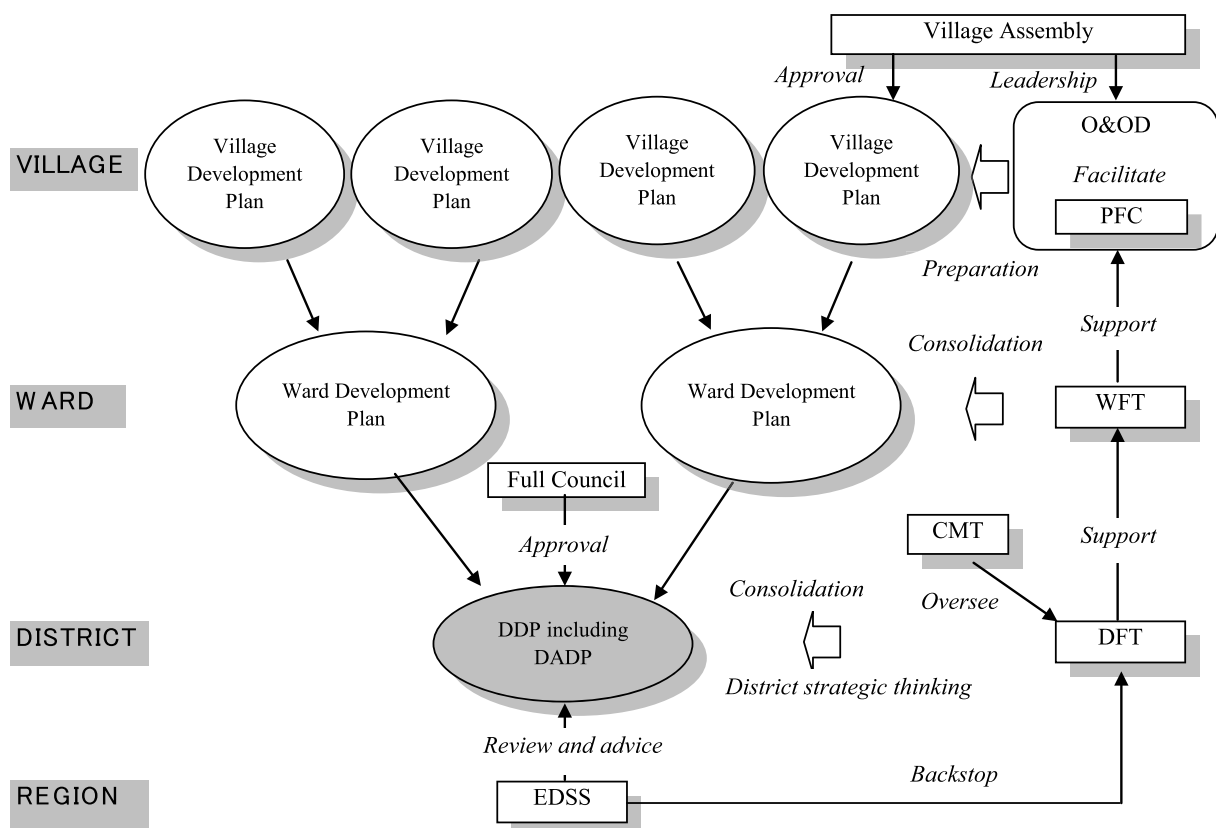 Village Assembly
Approval
Leadership
VILLAGE
Village
Development
Plan
Village
Development
Plan
Village
Development
Plan
Village
Development
Plan
O&OD
Facilitate
PFC
Preparation
Support
Consolidation
WARD
Ward Development
Plan
Ward Development
Plan
WFT
Full Council
Approval
CMT
Support
Consolidation
Oversee
DISTRICT
DDP including
DADP
DFT
District strategic thinking
Review and advice
Backstop
REGION
EDSS